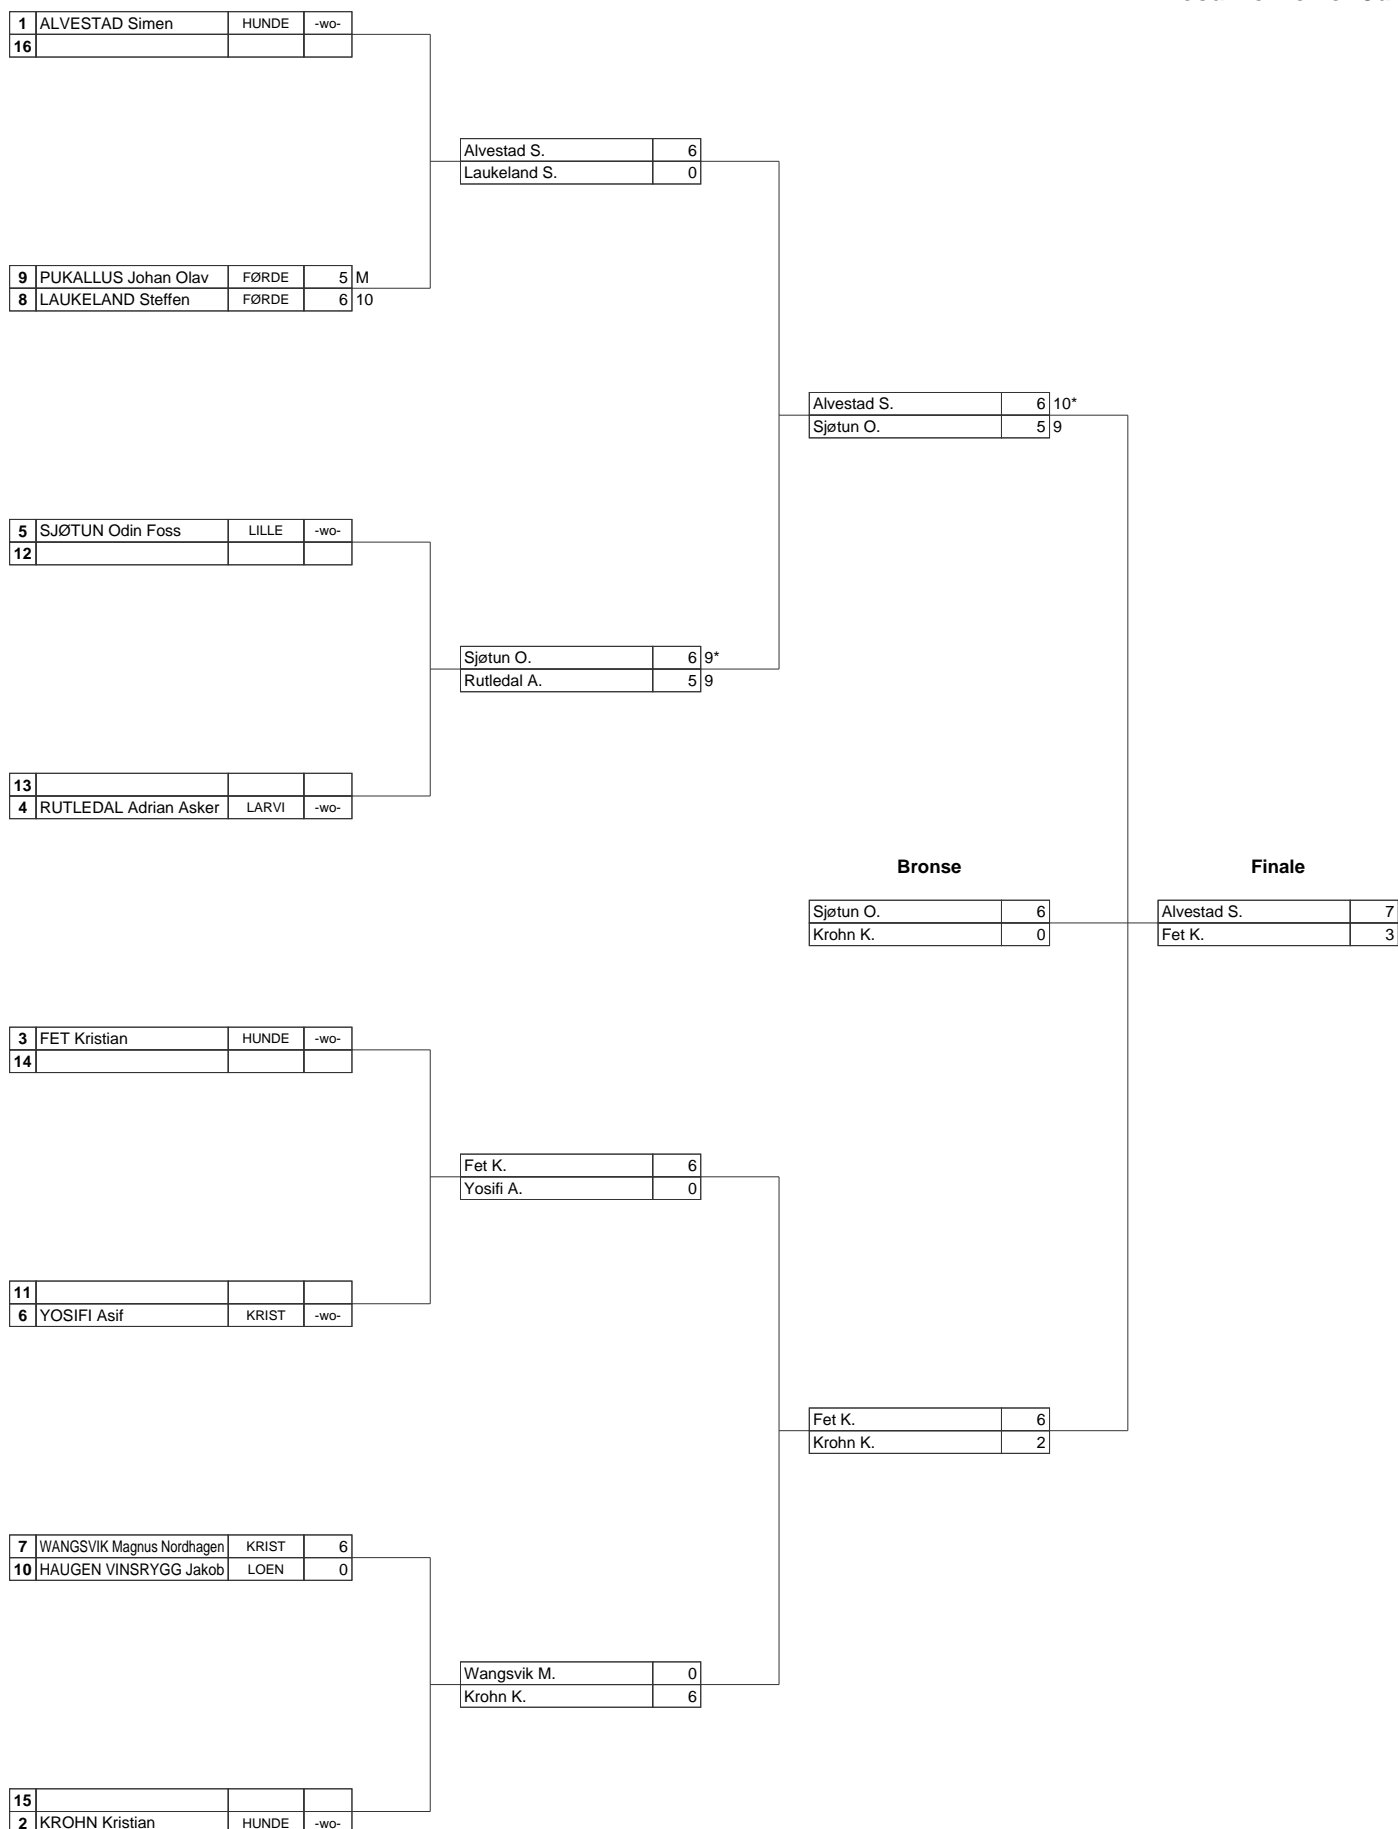 1 ALVESTAD Simen HUNDE -wo-
16
Alvestad S. 6
Laukeland S. 0
9 PUKALLUS Johan Olav FØRDE 5 M
8 LAUKELAND Steffen FØRDE 6 10
Alvestad S. 6 10*
Sjøtun O. 5 9
5 SJØTUN Odin Foss LILLE -wo-
12
Sjøtun O. 6 9*
Rutledal A. 5 9
13
4 RUTLEDAL Adrian Asker LARVI -wo-
Bronse Finale
Sjøtun O. 6 Alvestad S. 7
Krohn K. 0 Fet K. 3
3 FET Kristian HUNDE -wo-
14
Fet K. 6
Yosifi A. 0
11
6 YOSIFI Asif KRIST -wo-
Fet K. 6
Krohn K. 2
7 WANGSVIK Magnus Nordhagen KRIST 6
10 HAUGEN VINSRYGG Jakob LOEN 0
Wangsvik M. 0
Krohn K. 6
15
2 KROHN Kristian HUNDE -wo-